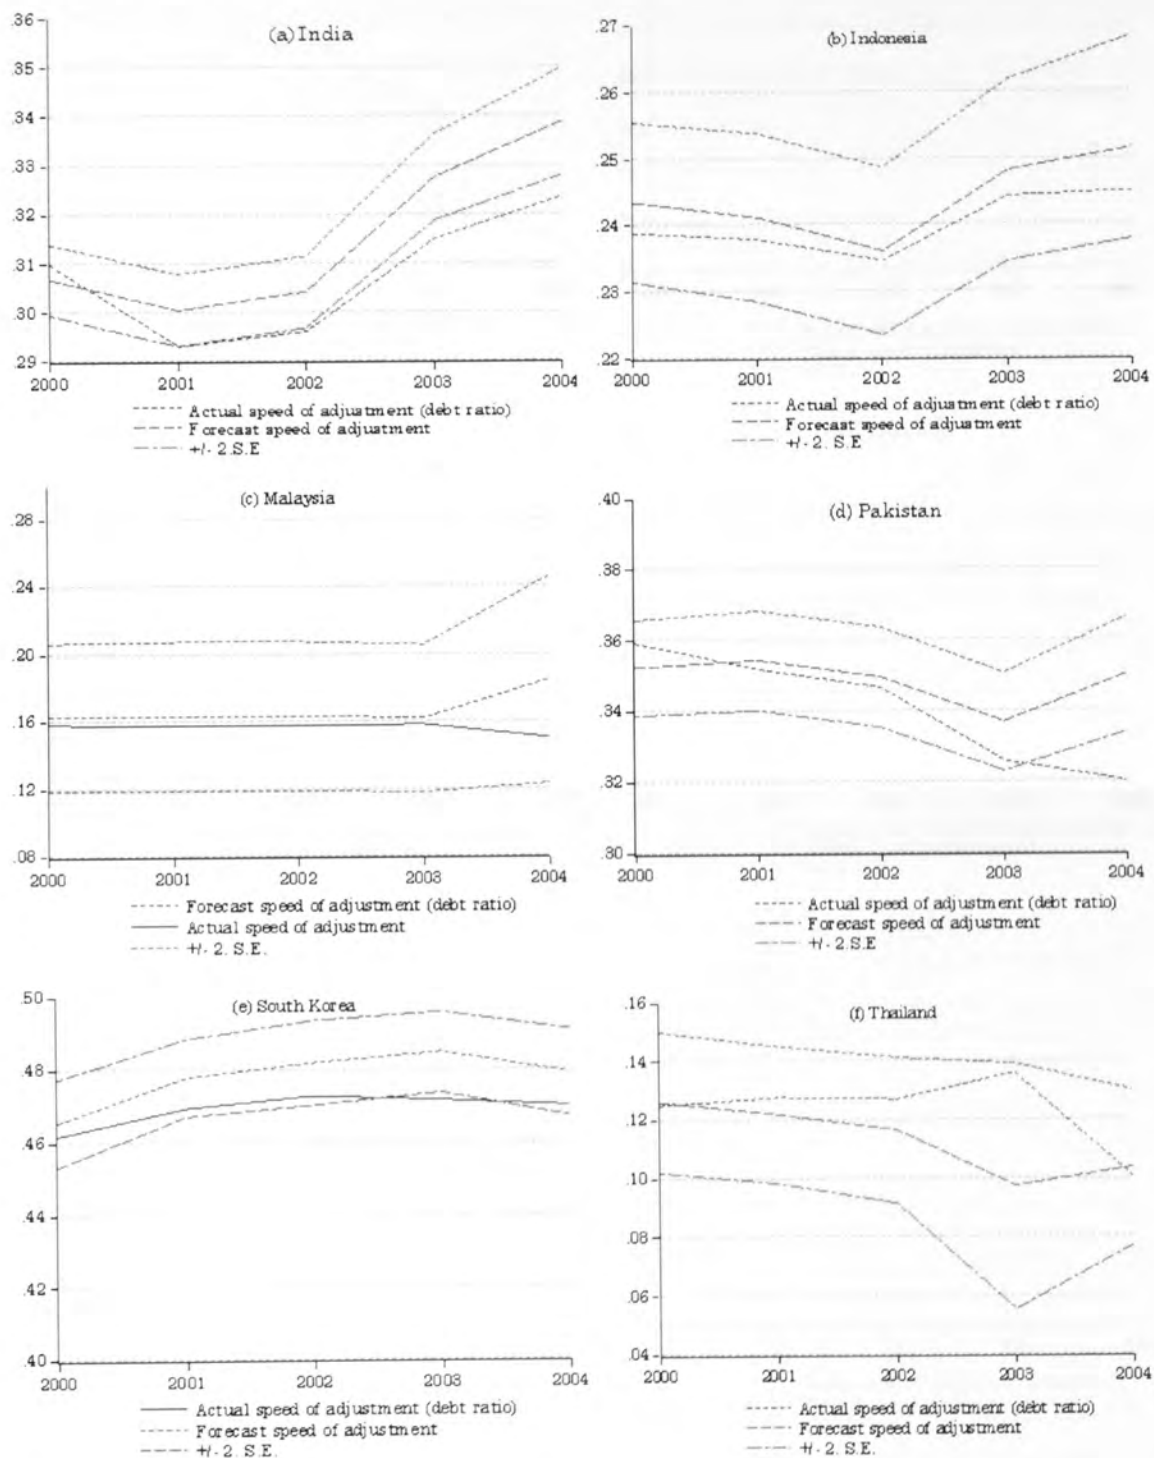 (a) India
.36
.35
.34
.33
.32
.31
.30
.29
2000 2001 2002 2003 2004
Actual speed of adjustment (debt ratio)
Forecast speed of adjustment
+/- 2.S.E
(b) Indonesia
.27
.26
.25
.24
.23
.22
2000 2001 2002 2003 2004
Actual speed of adjustment (debt ratio)
Forecast speed of adjustment
+/- 2. S.E
(c) Malaysia
.28
.24
.20
.16
.12
.08
2000 2001 2002 2003 2004
Forecast speed of adjustment (debt ratio)
Actual speed of adjustment
+/- 2. S.E.
(d) Pakistan
.40
.38
.36
.34
.32
.30
2000 2001 2002 2003 2004
Actual speed of adjustment (debt ratio)
Forecast speed of adjustment
+/- 2.S.E
(e) South Korea
.50
.48
.46
.44
.42
.40
2000 2001 2002 2003 2004
Actual speed of adjustment (debt ratio)
Forecast speed of adjustment
+/- 2. S.E.
(f) Thailand
.16
.14
.12
.10
.08
.06
.04
2000 2001 2002 2003 2004
Actual speed of adjustment (debt ratio)
Forecast speed of adjustment
+/- 2. S.E